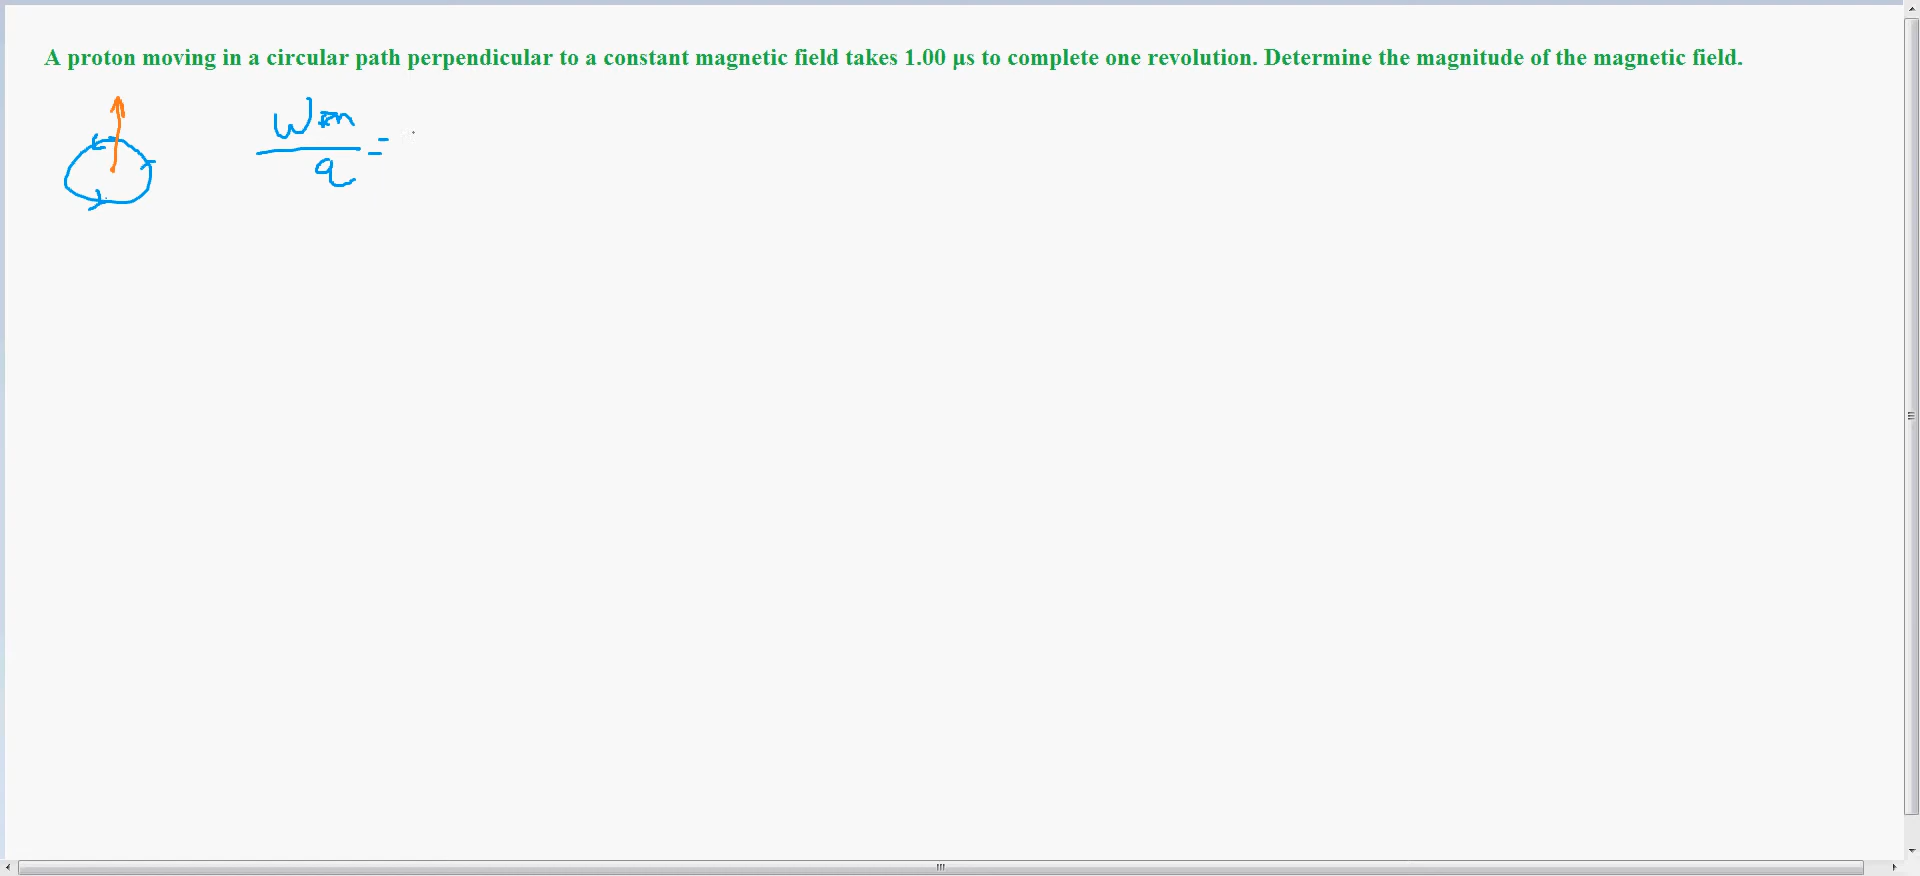 A proton moving in a circular path perpendicular to a constant magnetic field takes 1.00 µs to complete one revolution. Determine the magnitude of the magnetic field.
W m
=
q